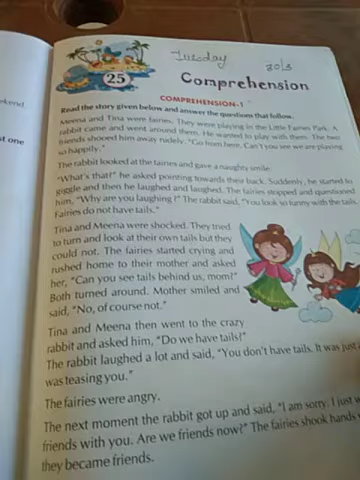 ekend
st one
25
Tuesday
30/3
Comprehension
COMPREHENSION-1
Read the story given below and answer the questions that follow.
Meena and Tina were fairies. They were playing in the Little Fairies Park. A
rabbit came and went around them. He wanted to play with them. The two
friends shooed him away rudely. "Go from here. Can't you see we are playing
so happily."
The rabbit looked at the fairies and gave a naughty smile.
"What's that?" he asked pointing towards their back. Suddenly, he started to
giggle and then he laughed and laughed. The fairies stopped and questioned
him, "Why are you laughing?" The rabbit said, "You look so funny with the tails.
Fairies do not have tails."
Tina and Meena were shocked. They tried
to turn and look at their own tails but they
could not. The fairies started crying and
rushed home to their mother and asked
her, "Can you see tails behind us, mom?"
Both turned around. Mother smiled and
said, "No, of course not."
Tina and Meena then went to the crazy
rabbit and asked him, "Do we have tails?"
The rabbit laughed a lot and said, "You don't have tails. It was just
was teasing you."
The fairies were angry.
The next moment the rabbit got up and said, "I am sorry. I just
friends with you. Are we friends now?" The fairies shook hands
they became friends.